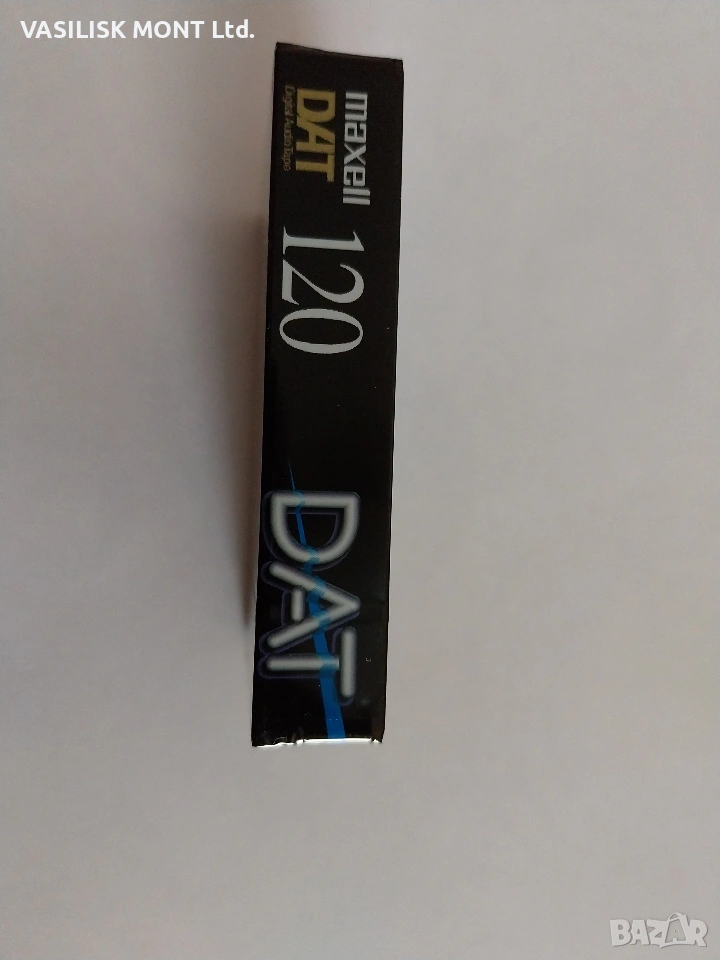 VASILISK MONT Ltd.
maxell
DAT
Digital Audio Tape
120
DAT
BAZAR